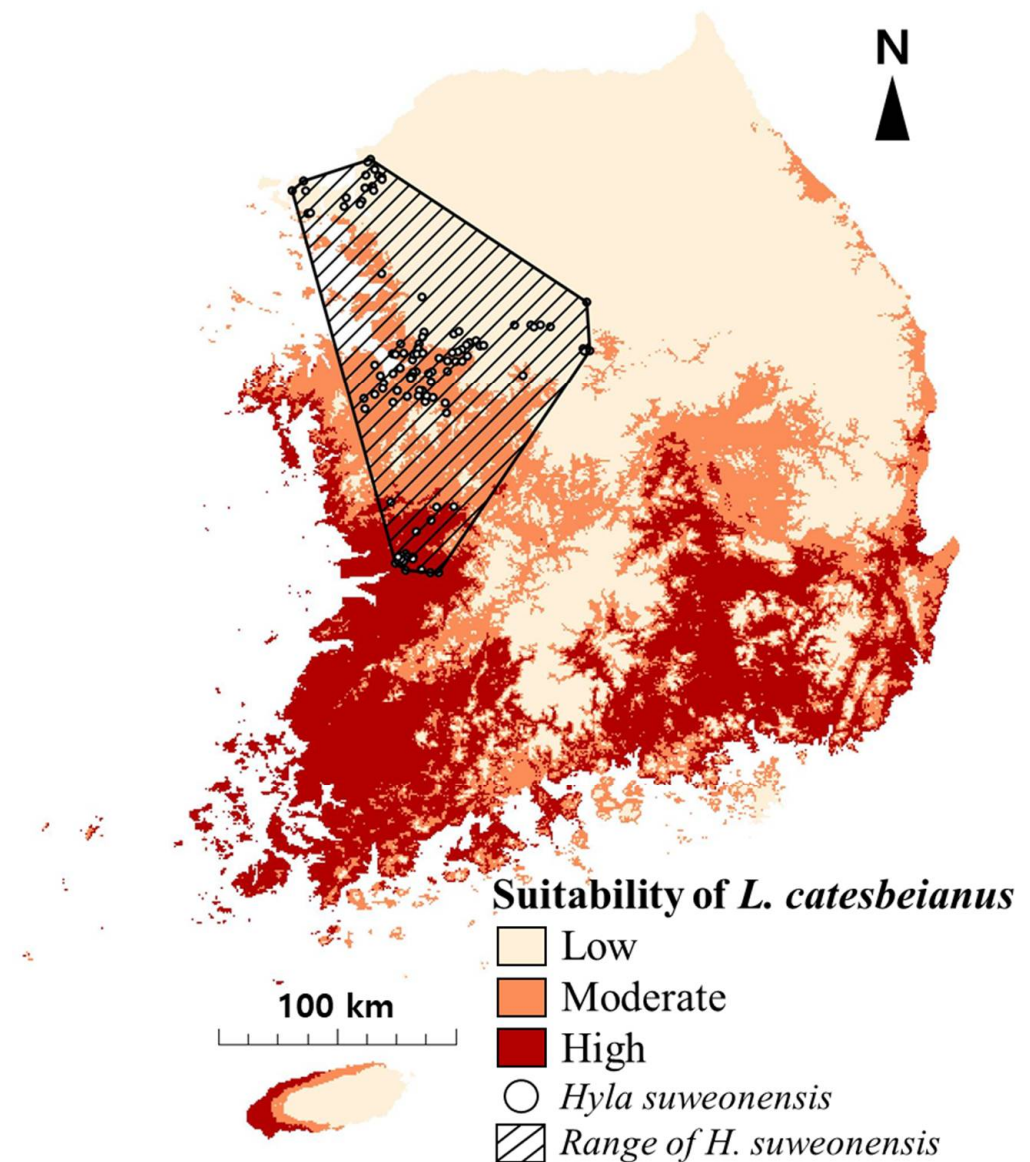 N
Suitability of L. catesbeianus
Low
Moderate
High
Hyla suweonensis
Range of H. suweonensis
100 km